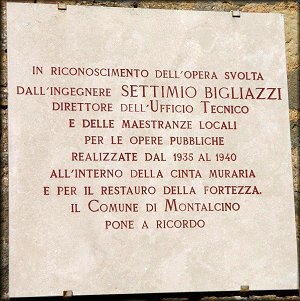 IN RICONOSCIMENTO DELL'OPERA SVOLTA
DALL'INGEGNERE SETTIMIO BIGLIAZZI
DIRETTORE DELL'UFFICIO TECNICO
E DELLE MAESTRANZE LOCALI
PER LE OPERE PUBBLICHE
REALIZZATE DAL 1935 AL 1940
ALL'INTERNO DELLA CINTA MURARIA
E PER IL RESTAURO DELLA FORTEZZA.
IL COMUNE DI MONTALCINO
PONE A RICORDO